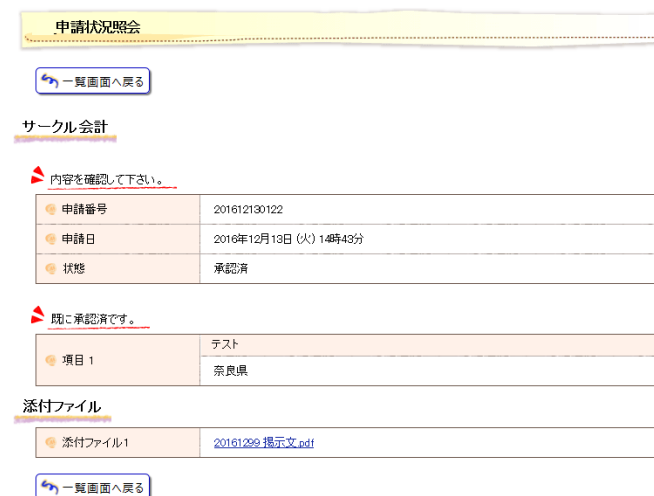 申請状況照会
一覧画面へ戻る
サークル会計
内容を確認して下さい。
申請番号 201612130122
申請日 2016年12月13日 (火) 14時43分
状態 承認済
既に承認済です。
項目 1 テスト
奈良県
添付ファイル
添付ファイル1 20161299 掲示文.pdf
一覧画面へ戻る